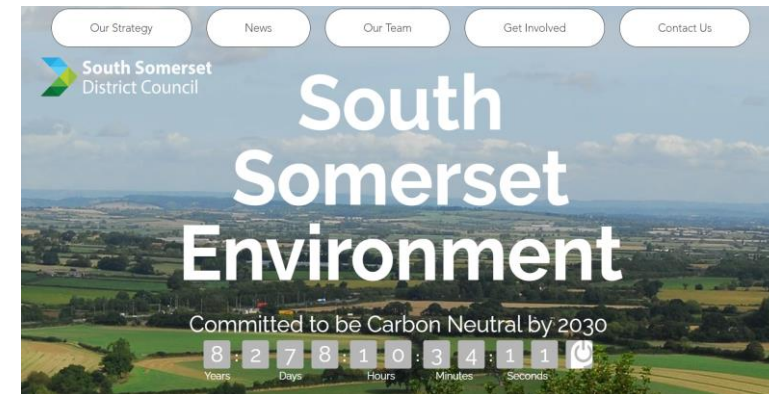 Our Strategy
News
Our Team
Get Involved
Contact Us
South Somerset
District Council
South
Somerset
Environment
Committed to be Carbon Neutral by 2030
8 : 2 7 8 : 1 0 : 3 4 : 1 1
Years Days Hours Minutes Seconds